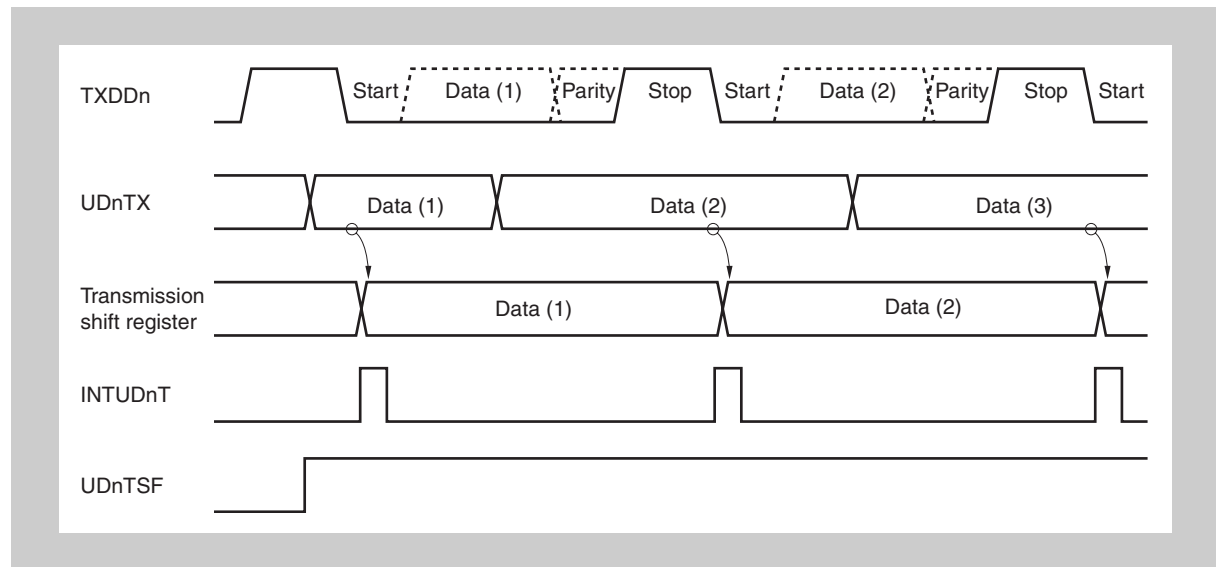 TXDDn
Start Data (1) Parity Stop Start Data (2) Parity Stop Start
UDnTX
Data (1) Data (2) Data (3)
Transmission
shift register
Data (1) Data (2)
INTUDnT
UDnTSF